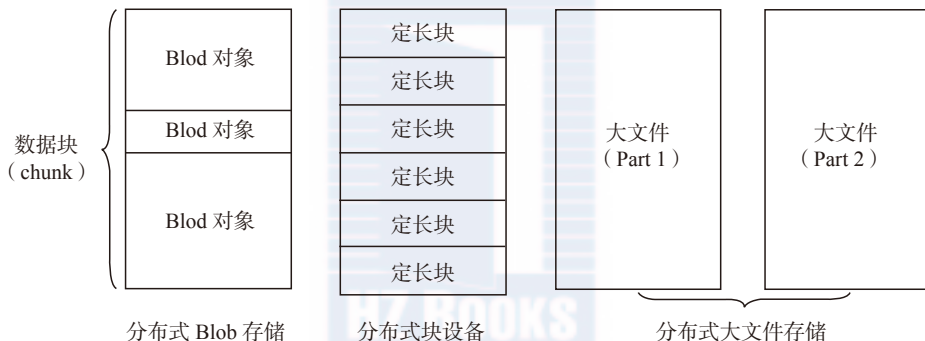 数据块
（chunk）
Blod 对象
Blod 对象
Blod 对象
分布式 Blob 存储
定长块
定长块
定长块
定长块
定长块
定长块
分布式块设备
大文件
（Part 1）
大文件
（Part 2）
分布式大文件存储
HZ BOOKS